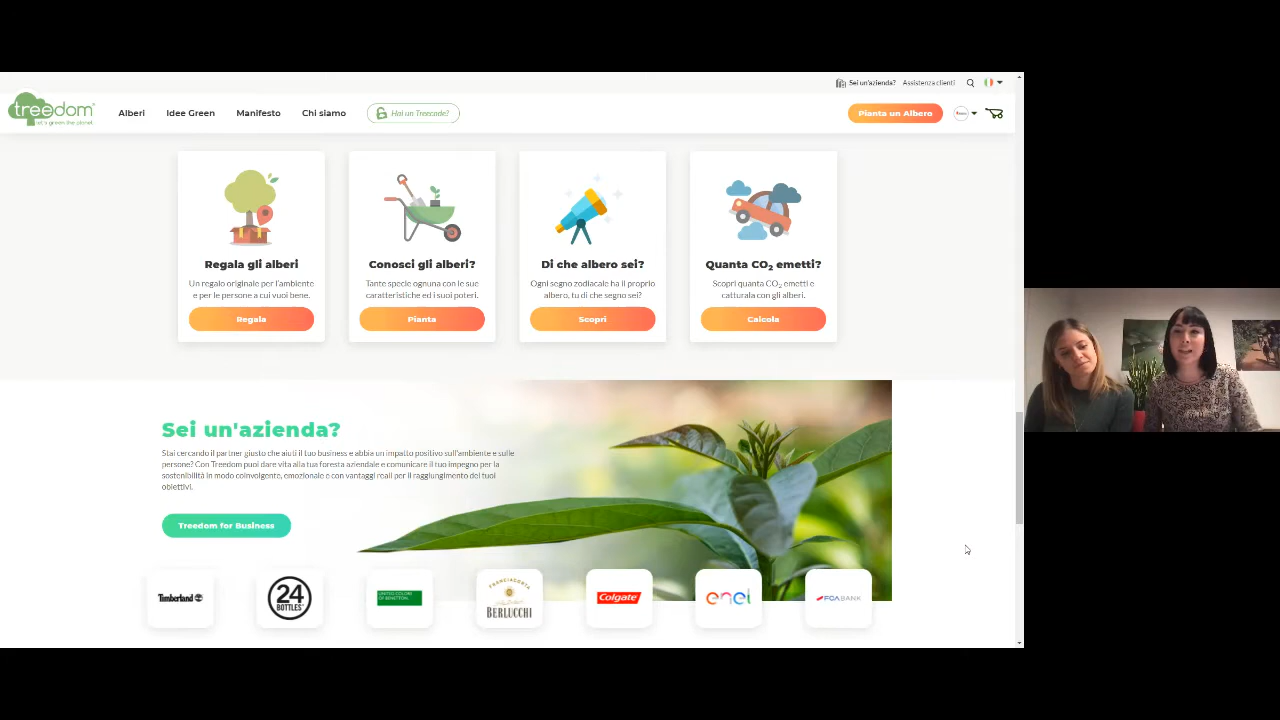 Sei un'azienda? Assistenza clienti
treedom
let's green the planet
Alberi Idee Green Manifesto Chi siamo Hai un Treecode? Pianta un Albero
Regala gli alberi
Un regalo originale per l'ambiente
e per le persone a cui vuoi bene.
Regala
Conosci gli alberi?
Tante specie ognuna con le sue
caratteristiche ed i suoi poteri.
Pianta
Di che albero sei?
Ogni segno zodiacale ha il proprio
albero, tu di che segno sei?
Scopri
Quanta CO₂ emetti?
Scopri quanta CO₂ emetti e
catturala con gli alberi.
Calcola
Sei un'azienda?
Stai cercando il partner giusto che aiuti il tuo business e abbia un impatto positivo sull'ambiente e sulle
persone? Con Treedom puoi dare vita alla tua foresta aziendale e comunicare il tuo impegno per la
sostenibilità in modo coinvolgente, emozionale e con vantaggi reali per il raggiungimento dei tuoi
obiettivi.
Treedom for Business
Timberland
24
BOTTLES
UNITED COLORS
OF BENETTON.
FRANCIACORTA
BERLUCCHI
Colgate
enel
FCA BANK